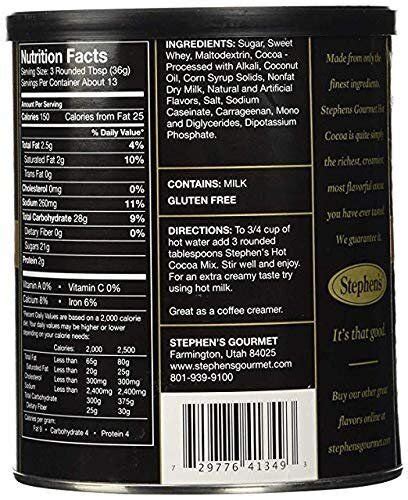 Nutrition Facts
Serving Size: 3 Rounded Tbsp (36g)
Servings Per Container About 13
Amount Per Serving
Calories 150 Calories from Fat 25
% Daily Value*
Total Fat 2.5g 4%
Saturated Fat 2g 10%
Trans Fat 0g
Cholesterol 0mg 0%
Sodium 260mg 11%
Total Carbohydrate 28g 9%
Dietary Fiber 0g 0%
Sugars 21g
Protein 2g
Vitamin A 0% • Vitamin C 0%
Calcium 8% • Iron 6%
*Percent Daily Values are based on a 2,000 calorie
diet. Your daily values may be higher or lower
depending on your calorie needs:
Calories: 2,000 2,500
Total Fat Less than 65g 80g
Saturated Fat Less than 20g 25g
Cholesterol Less than 300mg 300mg
Sodium Less than 2,400mg 2,400mg
Total Carbohydrate 300g 375g
Dietary Fiber 25g 30g
Calories per gram:
Fat 9 • Carbohydrate 4 • Protein 4
INGREDIENTS: Sugar, Sweet
Whey, Maltodextrin, Cocoa -
Processed with Alkali, Coconut
Oil, Corn Syrup Solids, Nonfat
Dry Milk, Natural and Artificial
Flavors, Salt, Sodium
Caseinate, Carrageenan, Mono
and Diglycerides, Dipotassium
Phosphate.
CONTAINS: MILK
GLUTEN FREE
DIRECTIONS: To 3/4 cup of
hot water add 3 rounded
tablespoons Stephen's Hot
Cocoa Mix. Stir well and enjoy.
For an extra creamy taste try
using hot milk.
Great as a coffee creamer.
STEPHEN'S GOURMET
Farmington, Utah 84025
www.stephensgourmet.com
801-939-9100
7 29776 41349 3
Made from only the
finest ingredients,
Stephens Gourmet Hot
Cocoa is quite simply
the richest, creamiest,
most flavorful cocoa
you have ever tasted.
We guarantee it.
Stephen's
It's that good.
Buy our other great
flavors online at
stephensgourmet.com